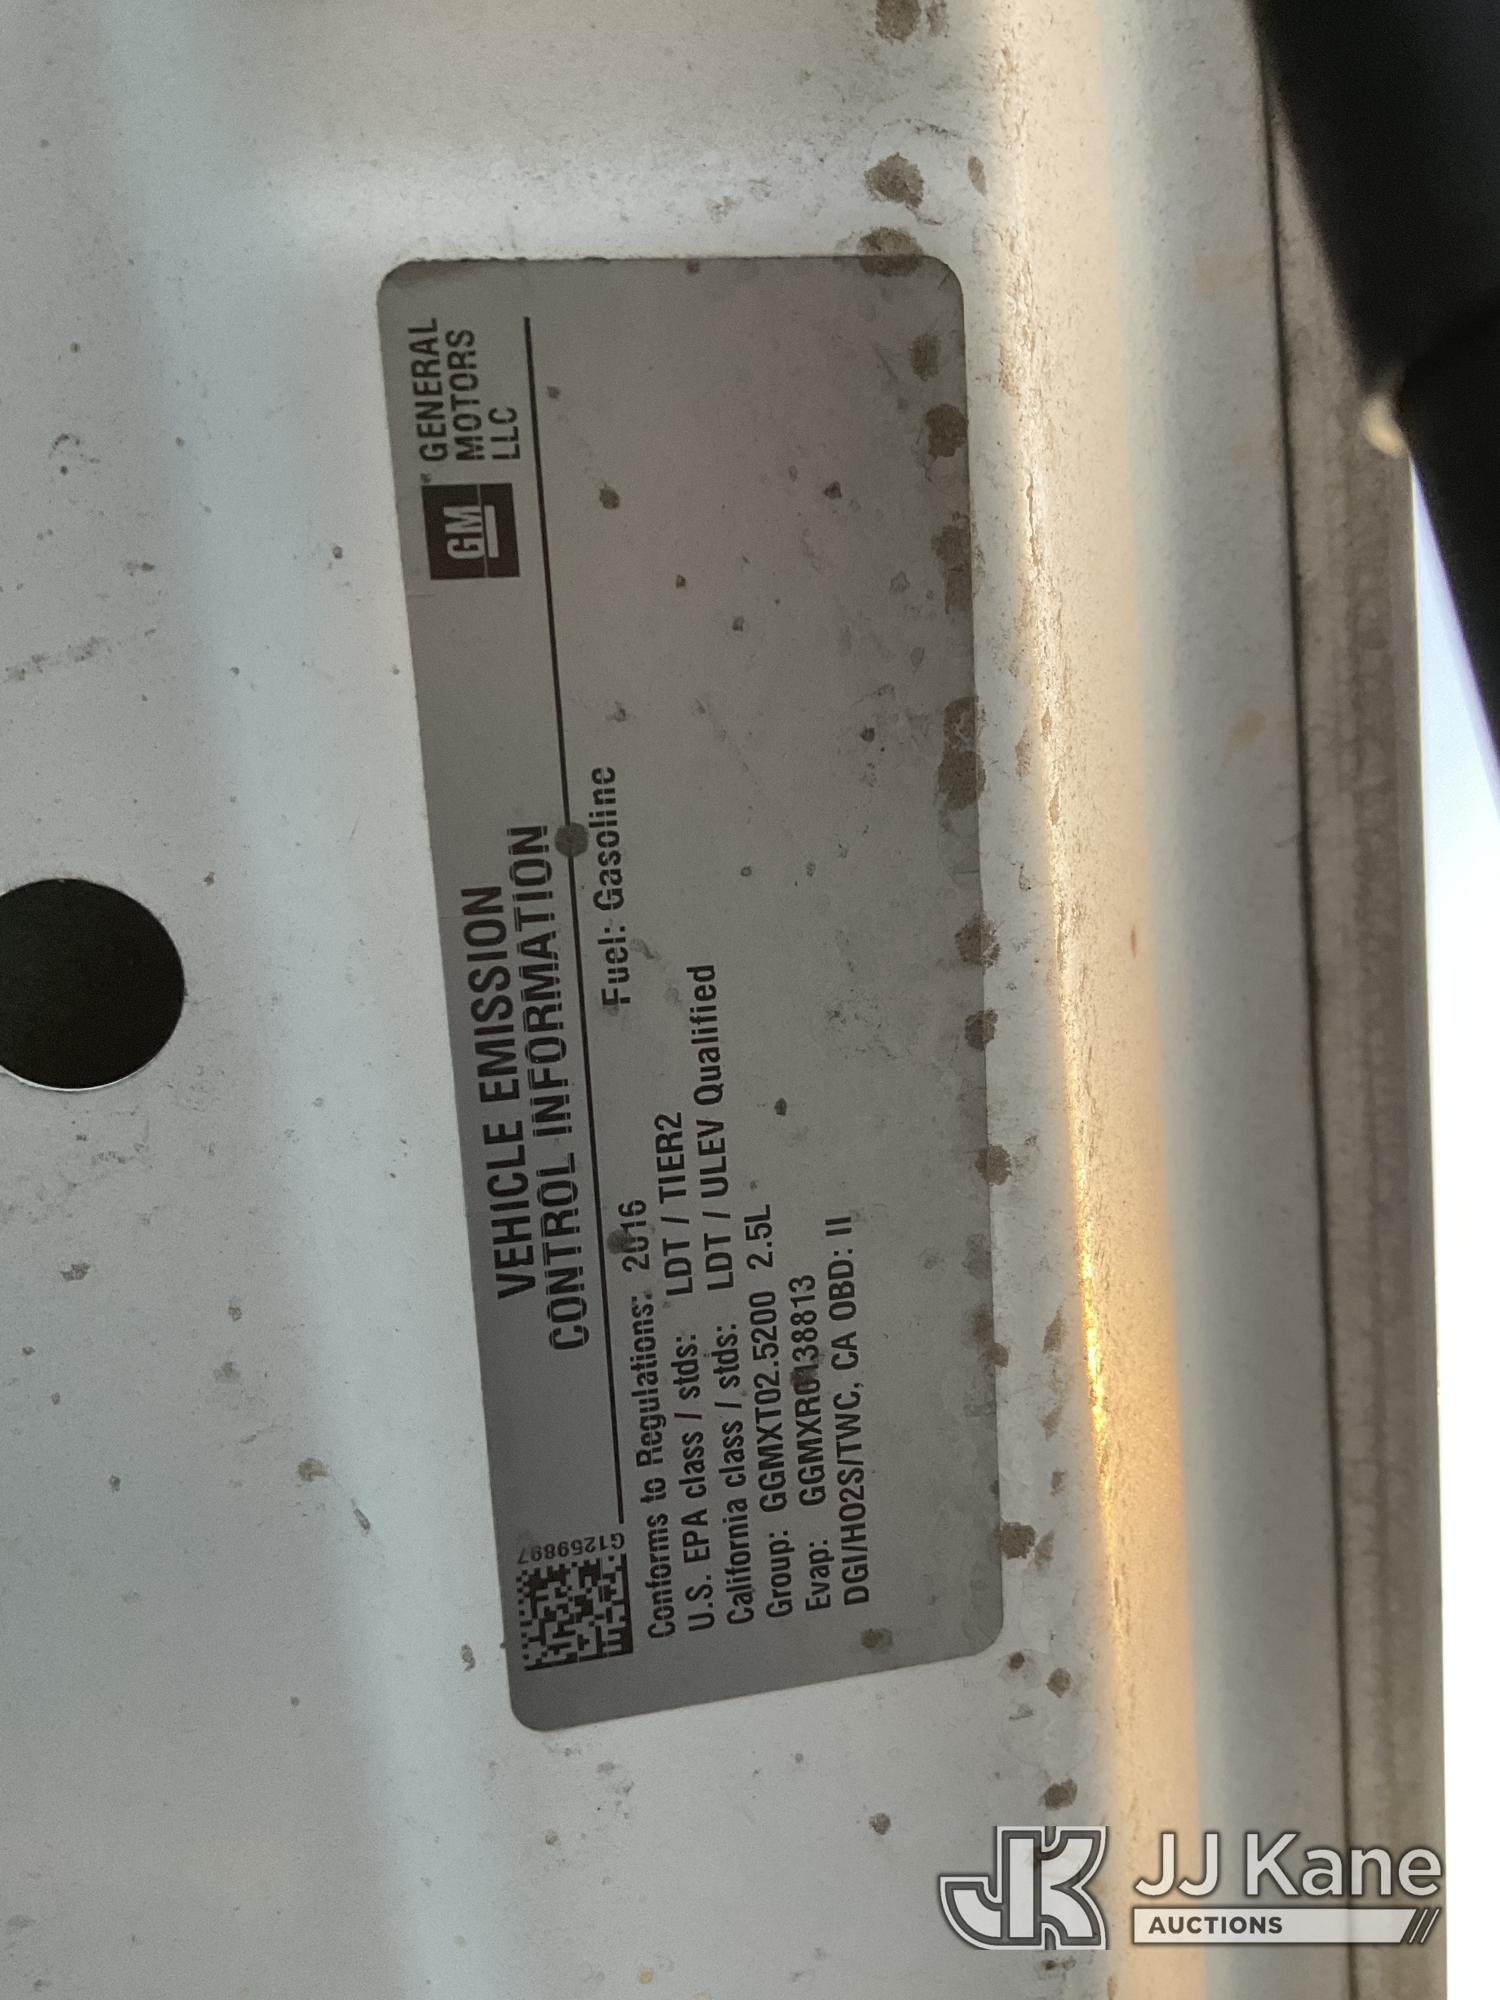 VEHICLE EMISSION
CONTROL INFORMATION
GM
GENERAL
MOTORS
LLC
G1259897
Fuel: Gasoline
Conforms to Regulations: 2016
U.S. EPA class / stds: LDT / TIER2
California class / stds: LDT / ULEV Qualified
Group: GGMXT02.5200 2.5L
Evap: GGMXR0138813
DGI/HO2S/TWC, CA OBD: II
JK
JJ Kane
AUCTIONS